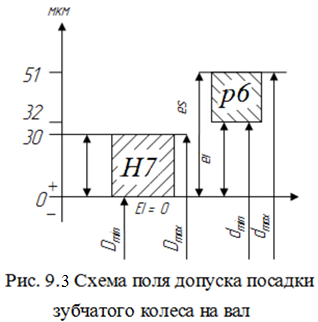 мкм
51
32
30
0
+
−
H7
EI = 0
es
ei
p6
Dmin
Dmax
dmin
dmax
Рис. 9.3 Схема поля допуска посадки
зубчатого колеса на вал